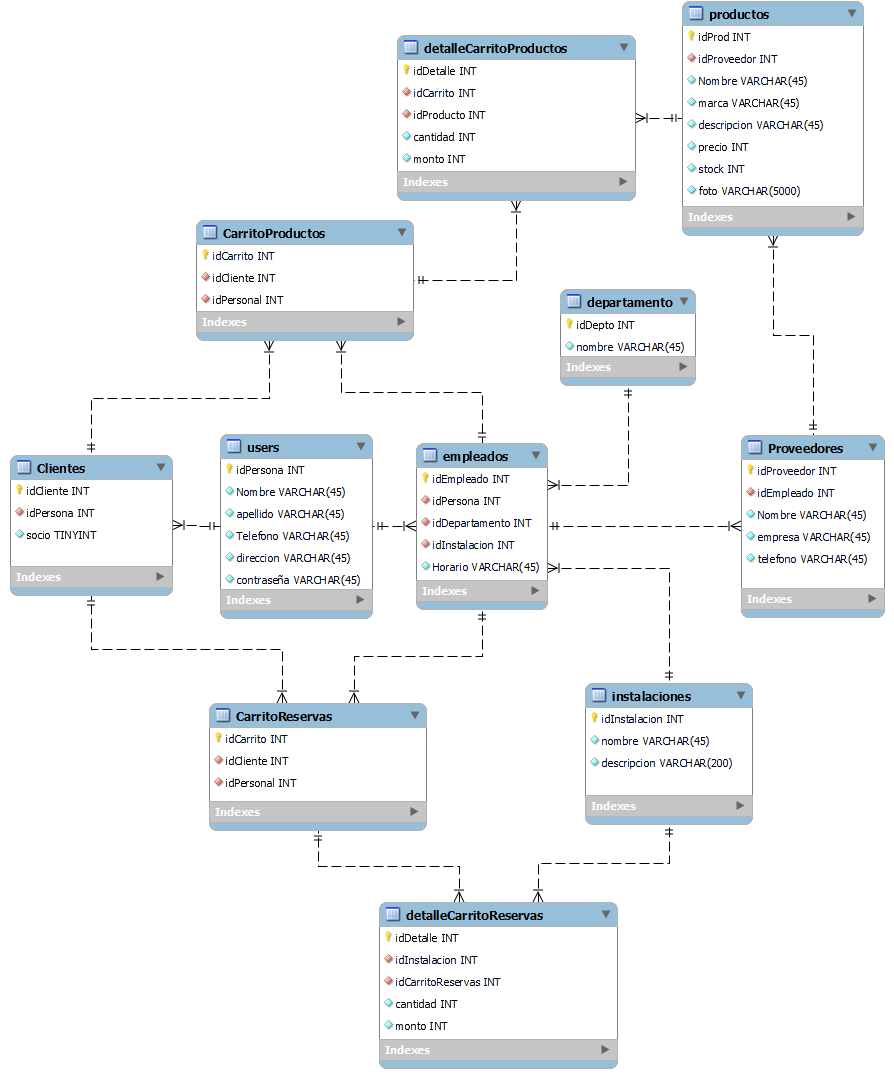 productos
idProd INT
idProveedor INT
Nombre VARCHAR(45)
marca VARCHAR(45)
descripcion VARCHAR(45)
precio INT
stock INT
foto VARCHAR(5000)
Indexes
detalleCarritoProductos
idDetalle INT
idCarrito INT
idProducto INT
cantidad INT
monto INT
Indexes
CarritoProductos
idCarrito INT
idCliente INT
idPersonal INT
Indexes
departamento
idDepto INT
nombre VARCHAR(45)
Indexes
Clientes
idCliente INT
idPersona INT
socio TINYINT
Indexes
users
idPersona INT
Nombre VARCHAR(45)
apellido VARCHAR(45)
Telefono VARCHAR(45)
direccion VARCHAR(45)
contraseña VARCHAR(45)
Indexes
empleados
idEmpleado INT
idPersona INT
idDepartamento INT
idInstalacion INT
Horario VARCHAR(45)
Indexes
Proveedores
idProveedor INT
idEmpleado INT
Nombre VARCHAR(45)
empresa VARCHAR(45)
telefono VARCHAR(45)
Indexes
CarritoReservas
idCarrito INT
idCliente INT
idPersonal INT
Indexes
instalaciones
idInstalacion INT
nombre VARCHAR(45)
descripcion VARCHAR(200)
Indexes
detalleCarritoReservas
idDetalle INT
idInstalacion INT
idCarritoReservas INT
cantidad INT
monto INT
Indexes